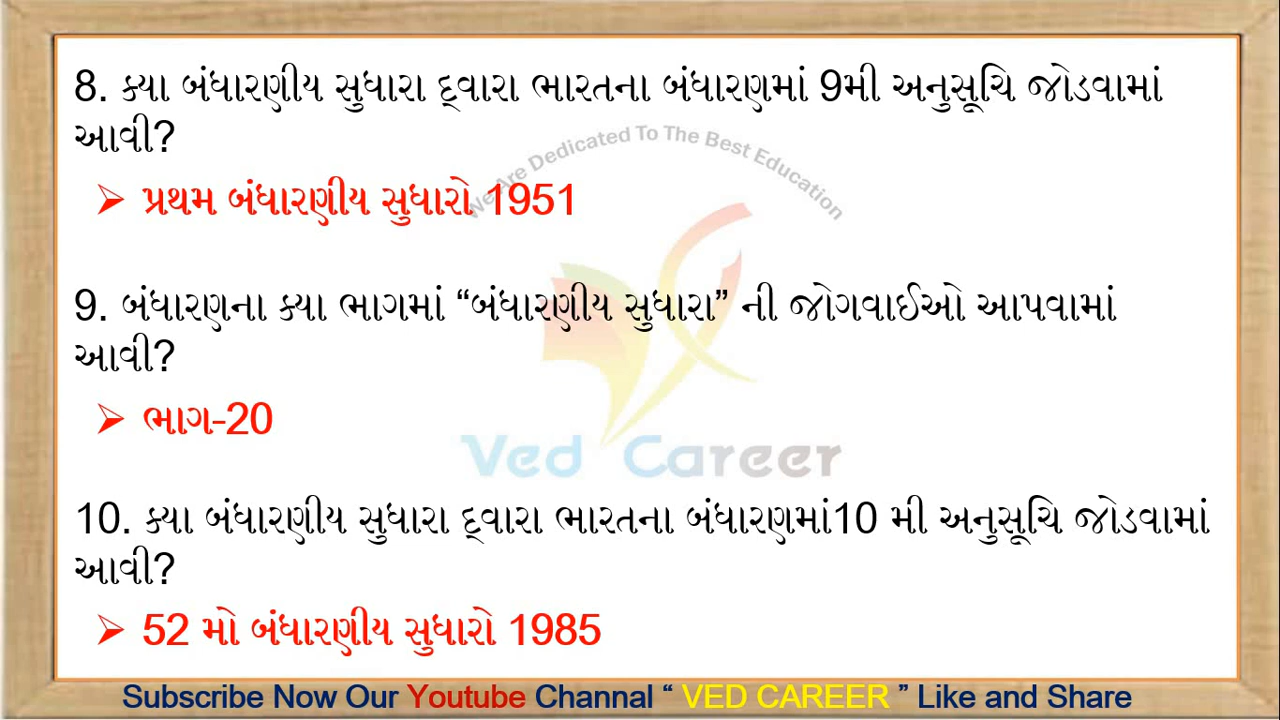 8. ક્યા બંધારણીય સુધારા દ્વારા ભારતના બંધારણમાં 9મી અનુસૂચિ જોડવામાં
આવી?
We Are Dedicated To The Best Education
➢ પ્રથમ બંધારણીય સુધારો 1951
9. બંધારણના ક્યા ભાગમાં “બંધારણીય સુધારા” ની જોગવાઈઓ આપવામાં
આવી?
➢ ભાગ-20
Ved Career
10. ક્યા બંધારણીય સુધારા દ્વારા ભારતના બંધારણમાં10 મી અનુસૂચિ જોડવામાં
આવી?
➢ 52 મો બંધારણીય સુધારો 1985
Subscribe Now Our Youtube Channal “ VED CAREER ” Like and Share